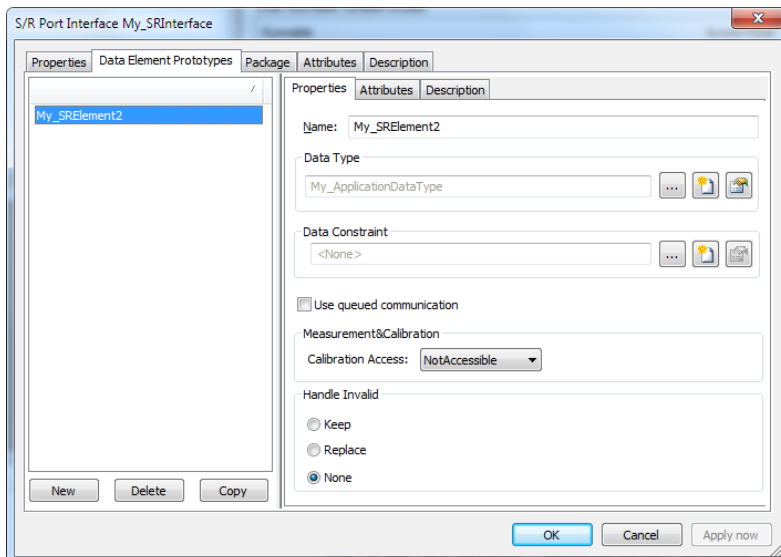 S/R Port Interface My_SRInterface
Properties Data Element Prototypes Package Attributes Description
/
My_SRElement2
New Delete Copy
Properties Attributes Description
Name: My_SRElement2
Data Type
My_ApplicationDataType ...
Data Constraint
<None> ...
Use queued communication
Measurement&Calibration
Calibration Access: NotAccessible
Handle Invalid
Keep
Replace
None
OK Cancel Apply now